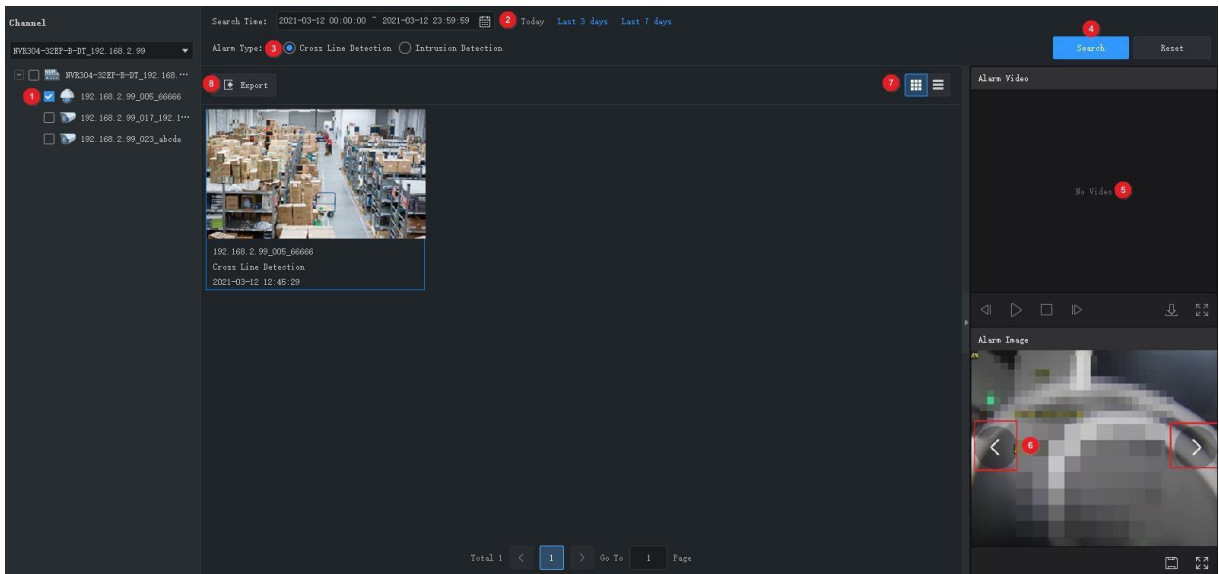 Channel
NVR304-32EP-B-DT_192.168.2.99
NVR304-32EP-B-DT_192.168.···
1 192.168.2.99_005_66666
192.168.2.99_017_192.1···
192.168.2.99_023_abcde
Search Time: 2021-03-12 00:00:00 ~ 2021-03-12 23:59:59 2 Today Last 3 days Last 7 days
Alarm Type: 3 Cross Line Detection Intrusion Detection
4
Search Reset
8 Export 7
192.168.2.99_005_66666
Cross Line Detection
2021-03-12 12:45:29
Total 1 < 1 > Go To 1 Page
Alarm Video
No Video 5
Alarm Image
6